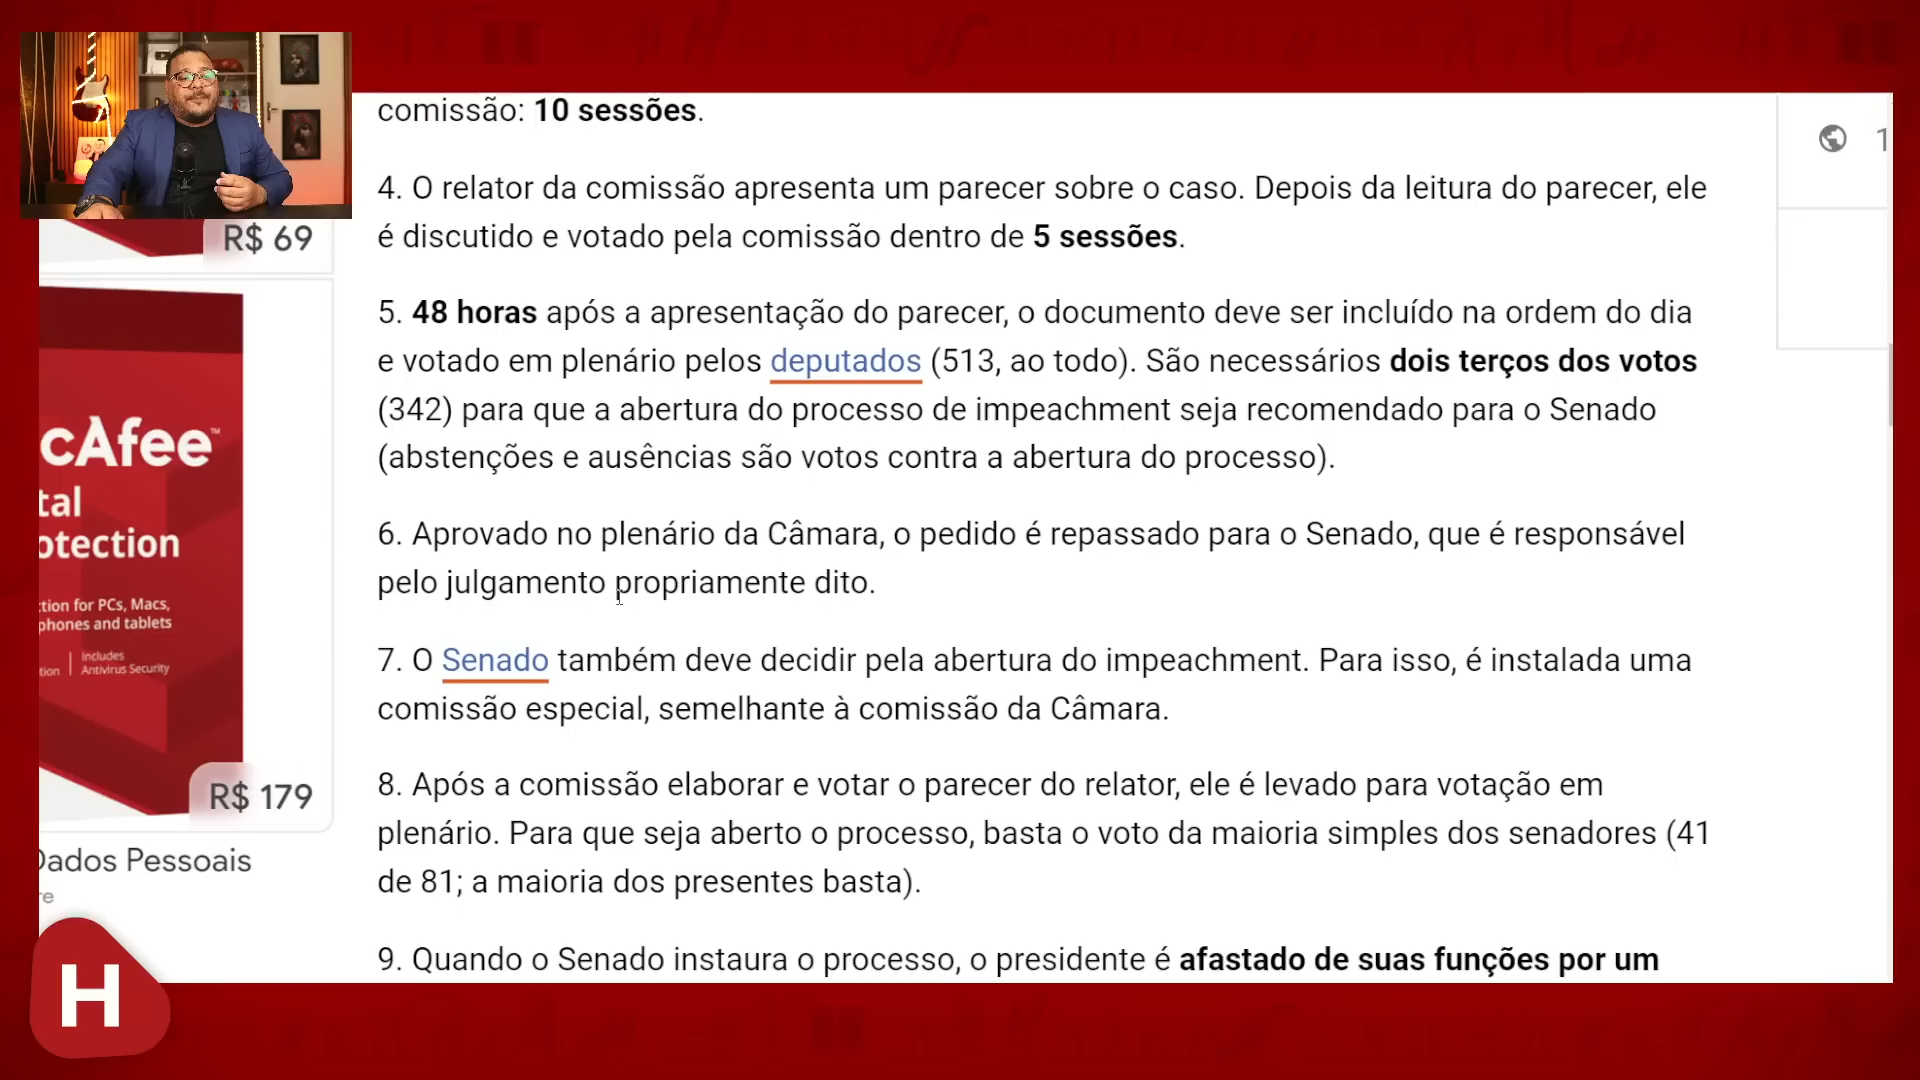 comissão: 10 sessões.
4. O relator da comissão apresenta um parecer sobre o caso. Depois da leitura do parecer, ele
é discutido e votado pela comissão dentro de 5 sessões.
5. 48 horas após a apresentação do parecer, o documento deve ser incluído na ordem do dia
e votado em plenário pelos deputados (513, ao todo). São necessários dois terços dos votos
(342) para que a abertura do processo de impeachment seja recomendado para o Senado
(abstenções e ausências são votos contra a abertura do processo).
6. Aprovado no plenário da Câmara, o pedido é repassado para o Senado, que é responsável
pelo julgamento propriamente dito.
7. O Senado também deve decidir pela abertura do impeachment. Para isso, é instalada uma
comissão especial, semelhante à comissão da Câmara.
8. Após a comissão elaborar e votar o parecer do relator, ele é levado para votação em
plenário. Para que seja aberto o processo, basta o voto da maioria simples dos senadores (41
de 81; a maioria dos presentes basta).
9. Quando o Senado instaura o processo, o presidente é afastado de suas funções por um
R$ 69
cAfee™
tal
otection
tion for PCs, Macs,
phones and tablets
tion | Includes
Antivirus Security
R$ 179
Dados Pessoais
re
H
1